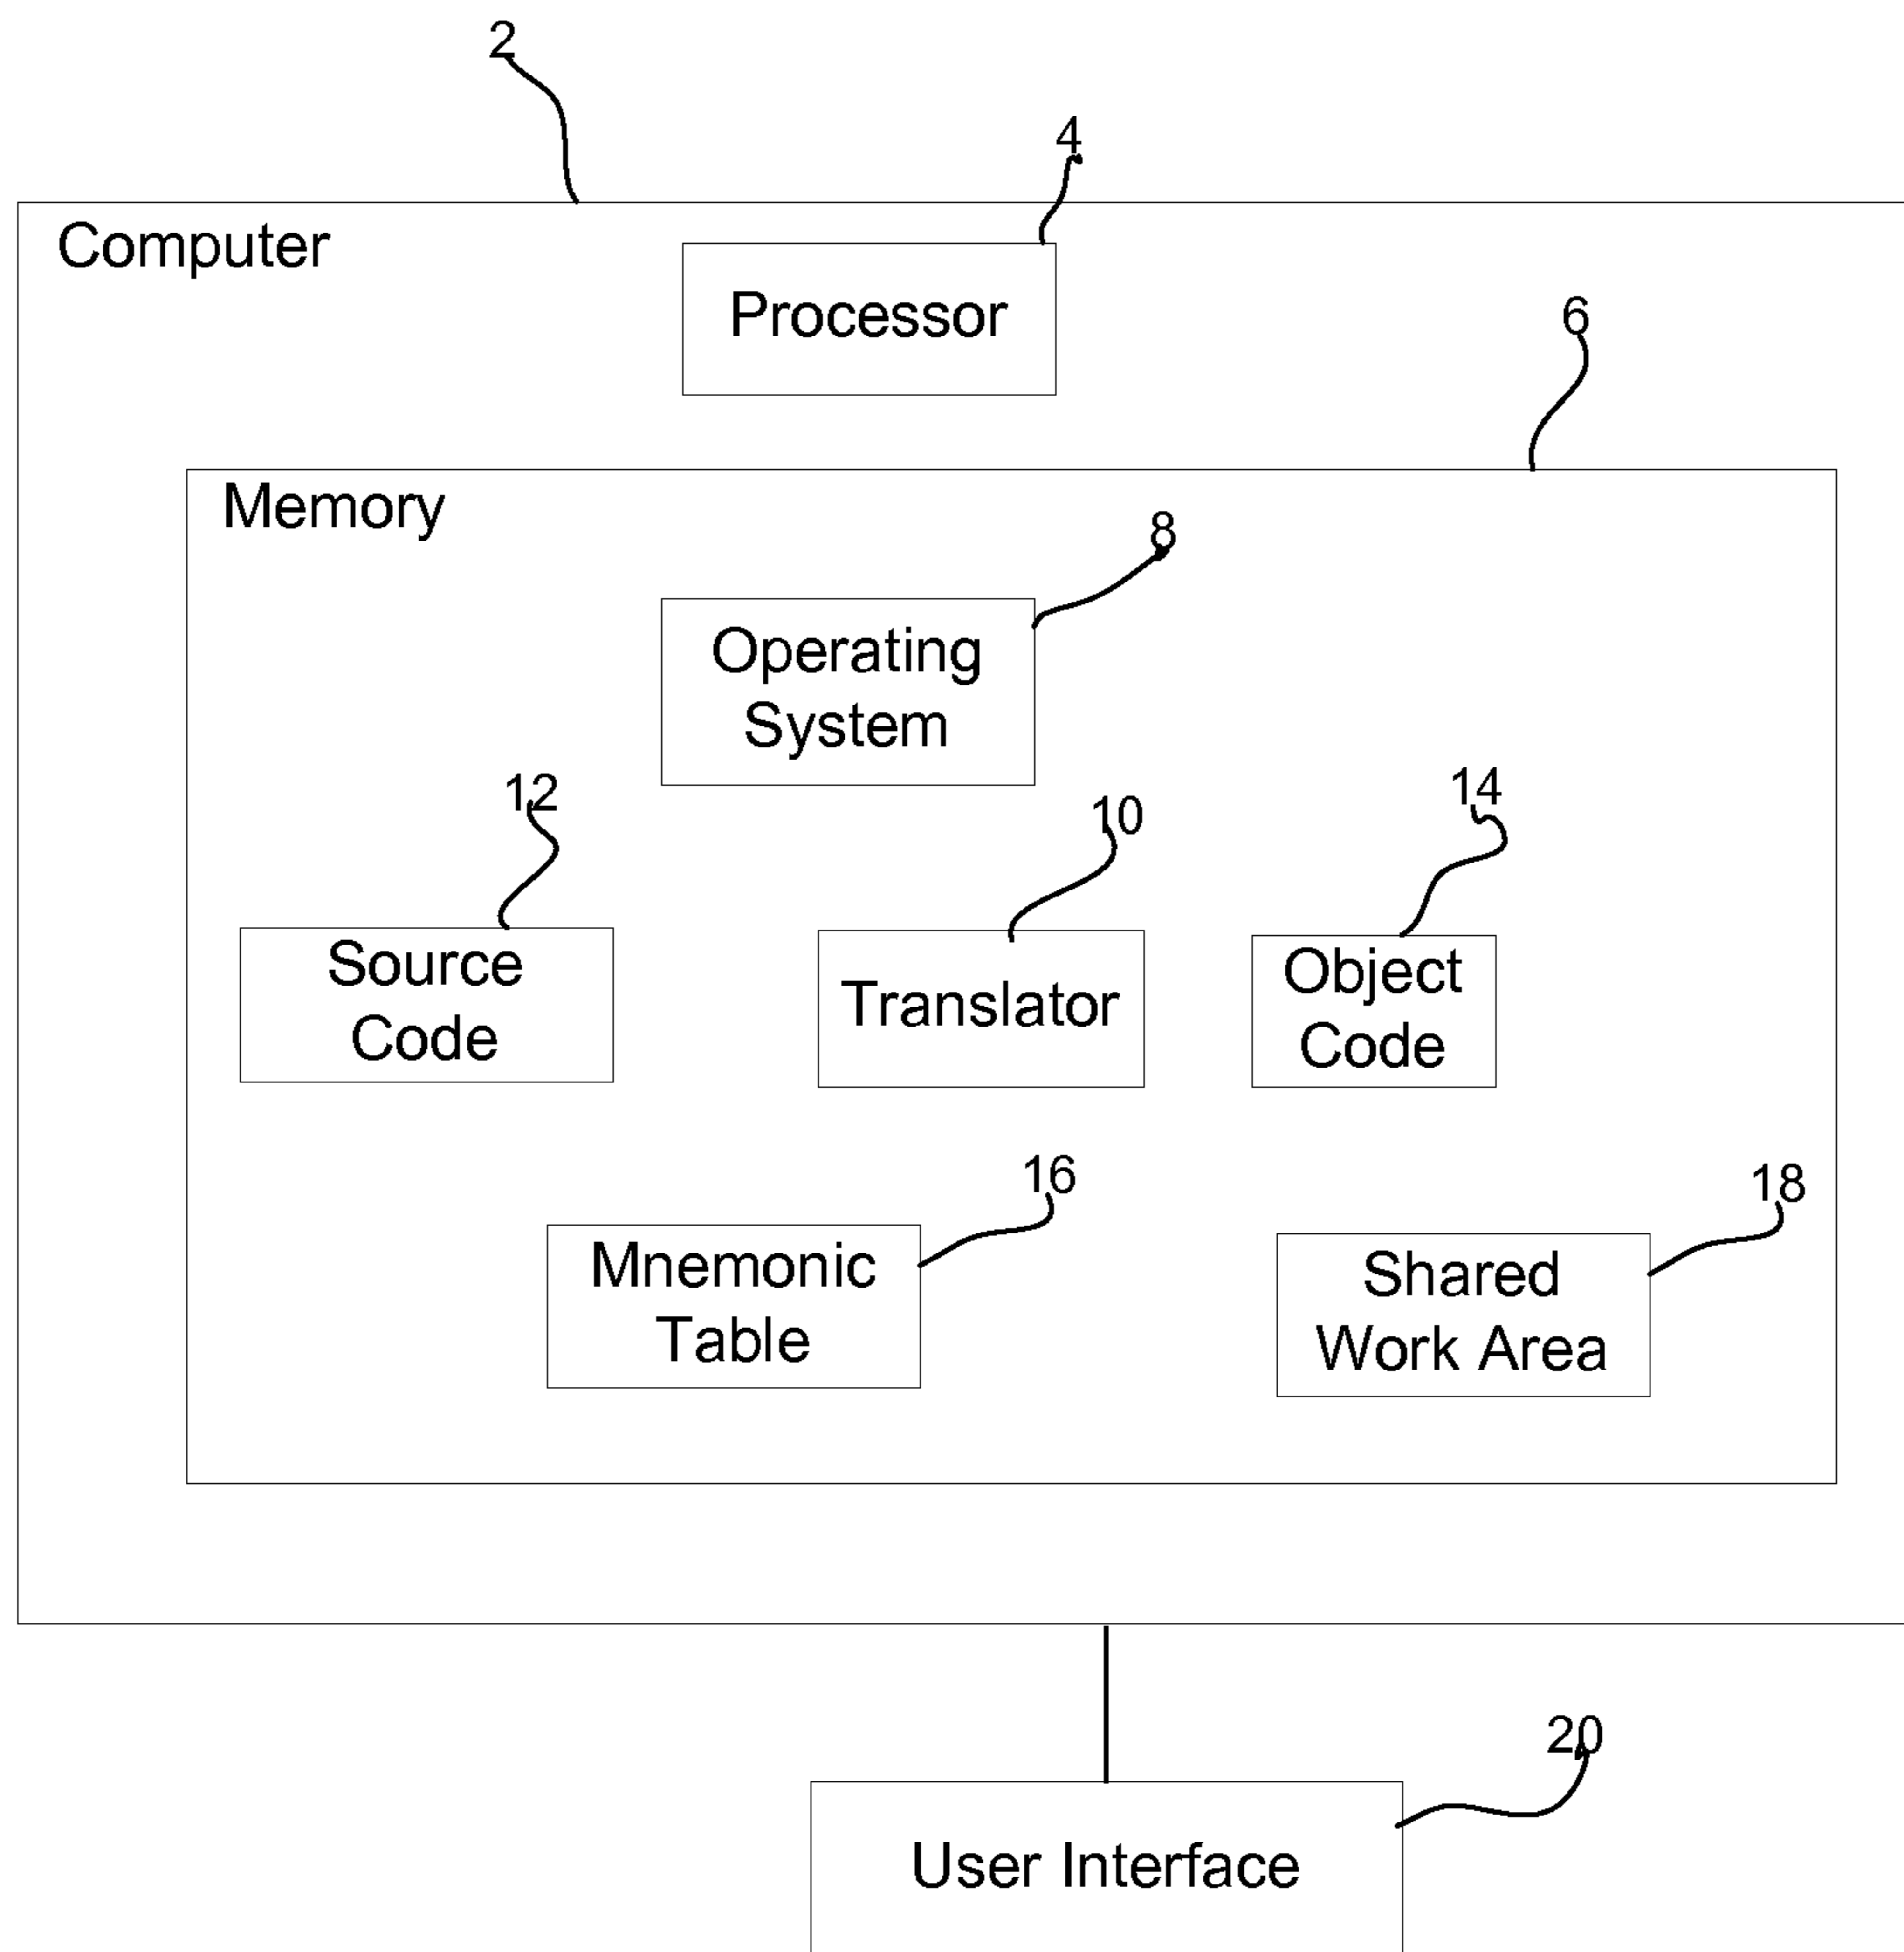 2
4
Computer
Processor
6
Memory
8
Operating
System
12
10
14
Source
Code
Translator
Object
Code
16
18
Mnemonic
Table
Shared
Work Area
20
User Interface